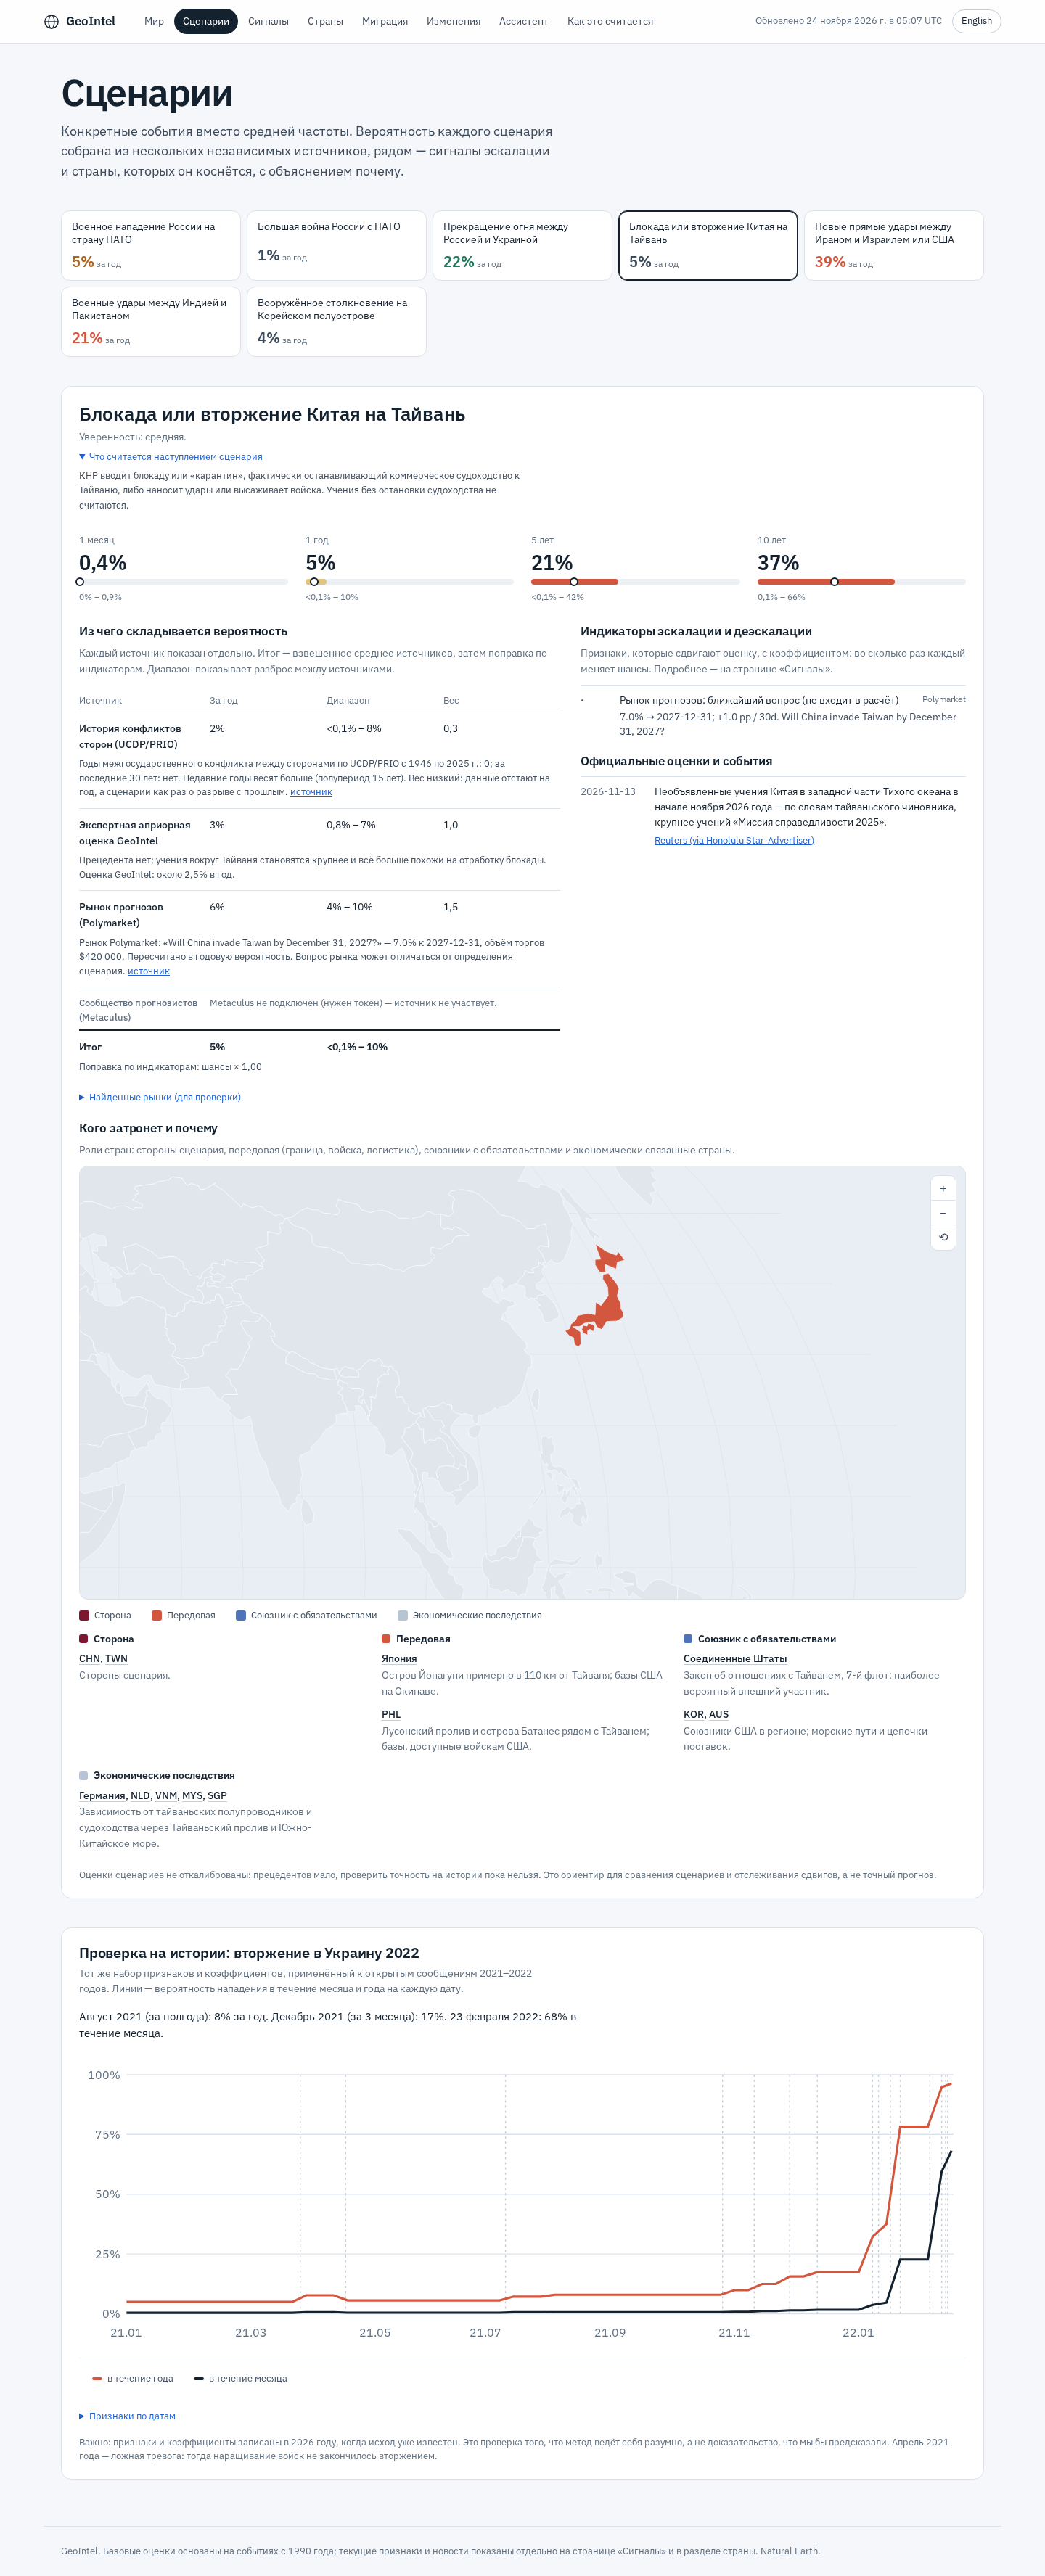 GeoIntel
Мир
Сценарии
Сигналы
Страны
Миграция
Изменения
Ассистент
Как это считается
Обновлено 24 ноября 2026 г. в 05:07 UTC
English
Сценарии
Конкретные события вместо средней частоты. Вероятность каждого сценария
собрана из нескольких независимых источников, рядом — сигналы эскалации
и страны, которых он коснётся, с объяснением почему.
Военное нападение России на
страну НАТО
5% за год
Большая война России с НАТО
1% за год
Прекращение огня между
Россией и Украиной
22% за год
Блокада или вторжение Китая на
Тайвань
5% за год
Новые прямые удары между
Ираном и Израилем или США
39% за год
Военные удары между Индией и
Пакистаном
21% за год
Вооружённое столкновение на
Корейском полуострове
4% за год
Блокада или вторжение Китая на Тайвань
Уверенность: средняя.
▼ Что считается наступлением сценария
КНР вводит блокаду или «карантин», фактически останавливающий коммерческое судоходство к
Тайваню, либо наносит удары или высаживает войска. Учения без остановки судоходства не
считаются.
1 месяц
0,4%
0% – 0,9%
1 год
5%
<0,1% – 10%
5 лет
21%
<0,1% – 42%
10 лет
37%
0,1% – 66%
Из чего складывается вероятность
Каждый источник показан отдельно. Итог — взвешенное среднее источников, затем поправка по
индикаторам. Диапазон показывает разброс между источниками.
Источник За год Диапазон Вес
История конфликтов
сторон (UCDP/PRIO)
2% <0,1% – 8% 0,3
Годы межгосударственного конфликта между сторонами по UCDP/PRIO с 1946 по 2025 г.: 0; за
последние 30 лет: нет. Недавние годы весят больше (полупериод 15 лет). Вес низкий: данные отстают на
год, а сценарии как раз о разрыве с прошлым. источник
Экспертная априорная
оценка GeoIntel
3% 0,8% – 7% 1,0
Прецедента нет; учения вокруг Тайваня становятся крупнее и всё больше похожи на отработку блокады.
Оценка GeoIntel: около 2,5% в год.
Рынок прогнозов
(Polymarket)
6% 4% – 10% 1,5
Рынок Polymarket: «Will China invade Taiwan by December 31, 2027?» — 7.0% к 2027-12-31, объём торгов
$420 000. Пересчитано в годовую вероятность. Вопрос рынка может отличаться от определения
сценария. источник
Сообщество прогнозистов
(Metaculus)
Metaculus не подключён (нужен токен) — источник не участвует.
Итог 5% <0,1% – 10%
Поправка по индикаторам: шансы × 1,00
► Найденные рынки (для проверки)
Индикаторы эскалации и деэскалации
Признаки, которые сдвигают оценку, с коэффициентом: во сколько раз каждый
меняет шансы. Подробнее — на странице «Сигналы».
• Рынок прогнозов: ближайший вопрос (не входит в расчёт) Polymarket
7.0% → 2027-12-31; +1.0 pp / 30d. Will China invade Taiwan by December
31, 2027?
Официальные оценки и события
2026-11-13 Необъявленные учения Китая в западной части Тихого океана в
начале ноября 2026 года — по словам тайваньского чиновника,
крупнее учений «Миссия справедливости 2025».
Reuters (via Honolulu Star-Advertiser)
Кого затронет и почему
Роли стран: стороны сценария, передовая (граница, войска, логистика), союзники с обязательствами и экономически связанные страны.
+
−
⟲
Сторона
Передовая
Союзник с обязательствами
Экономические последствия
Сторона
CHN, TWN
Стороны сценария.
Передовая
Япония
Остров Йонагуни примерно в 110 км от Тайваня; базы США
на Окинаве.
PHL
Лусонский пролив и острова Батанес рядом с Тайванем;
базы, доступные войскам США.
Союзник с обязательствами
Соединенные Штаты
Закон об отношениях с Тайванем, 7-й флот: наиболее
вероятный внешний участник.
KOR, AUS
Союзники США в регионе; морские пути и цепочки
поставок.
Экономические последствия
Германия, NLD, VNM, MYS, SGP
Зависимость от тайваньских полупроводников и
судоходства через Тайваньский пролив и Южно-
Китайское море.
Оценки сценариев не откалиброваны: прецедентов мало, проверить точность на истории пока нельзя. Это ориентир для сравнения сценариев и отслеживания сдвигов, а не точный прогноз.
Проверка на истории: вторжение в Украину 2022
Тот же набор признаков и коэффициентов, применённый к открытым сообщениям 2021–2022
годов. Линии — вероятность нападения в течение месяца и года на каждую дату.
Август 2021 (за полгода): 8% за год. Декабрь 2021 (за 3 месяца): 17%. 23 февраля 2022: 68% в
течение месяца.
100%
75%
50%
25%
0%
21.01 21.03 21.05 21.07 21.09 21.11 22.01
в течение года
в течение месяца
► Признаки по датам
Важно: признаки и коэффициенты записаны в 2026 году, когда исход уже известен. Это проверка того, что метод ведёт себя разумно, а не доказательство, что мы бы предсказали. Апрель 2021
года — ложная тревога: тогда наращивание войск не закончилось вторжением.
GeoIntel. Базовые оценки основаны на событиях с 1990 года; текущие признаки и новости показаны отдельно на странице «Сигналы» и в разделе страны. Natural Earth.